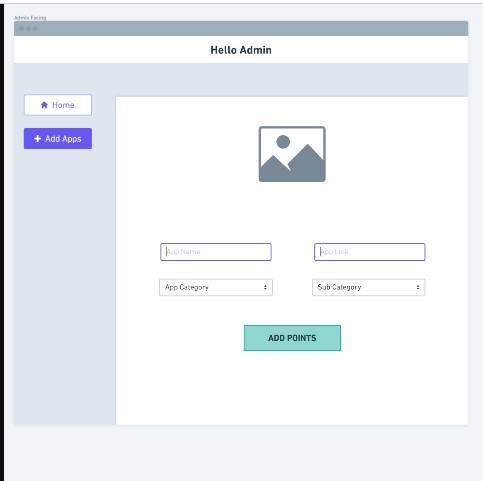 Admin Facing
Hello Admin
Home
+ Add Apps
App Name
App Link
App Category
Sub Category
ADD POINTS